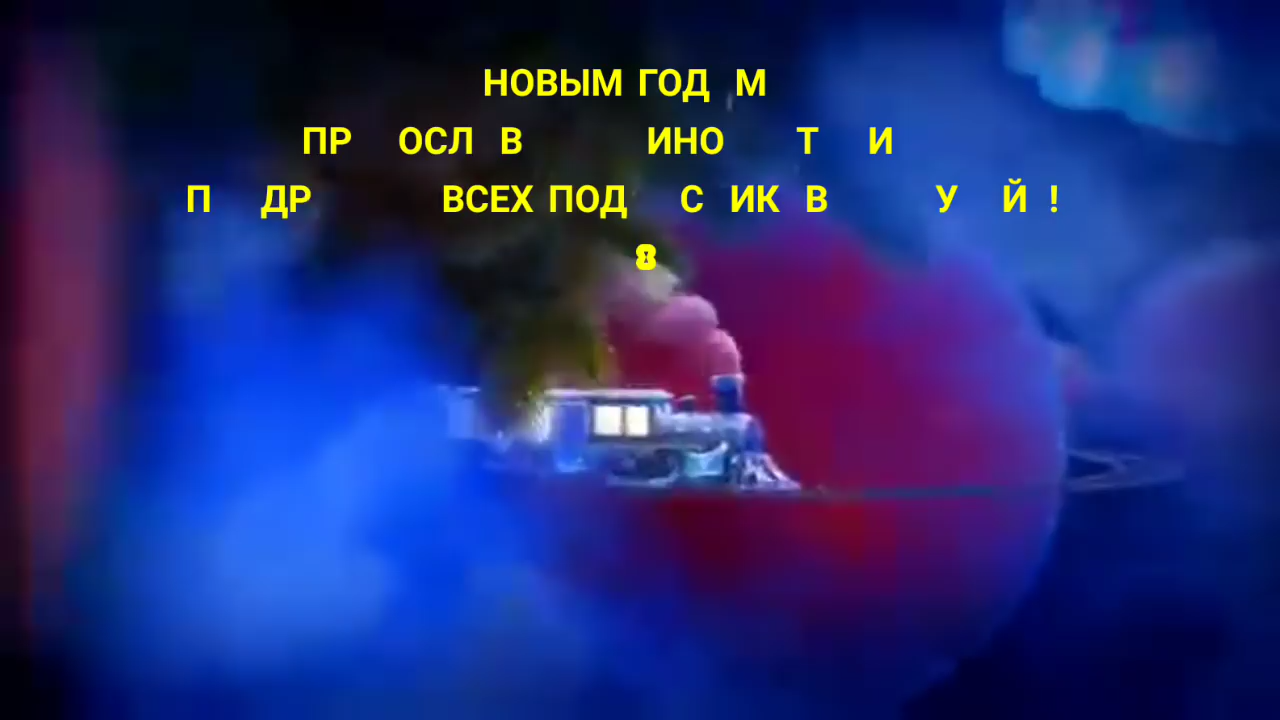 НОВЫМ ГОД М
ПР ОСЛ В ИНО Т И
П ДР ВСЕХ ПОД С ИК В У Й !
8